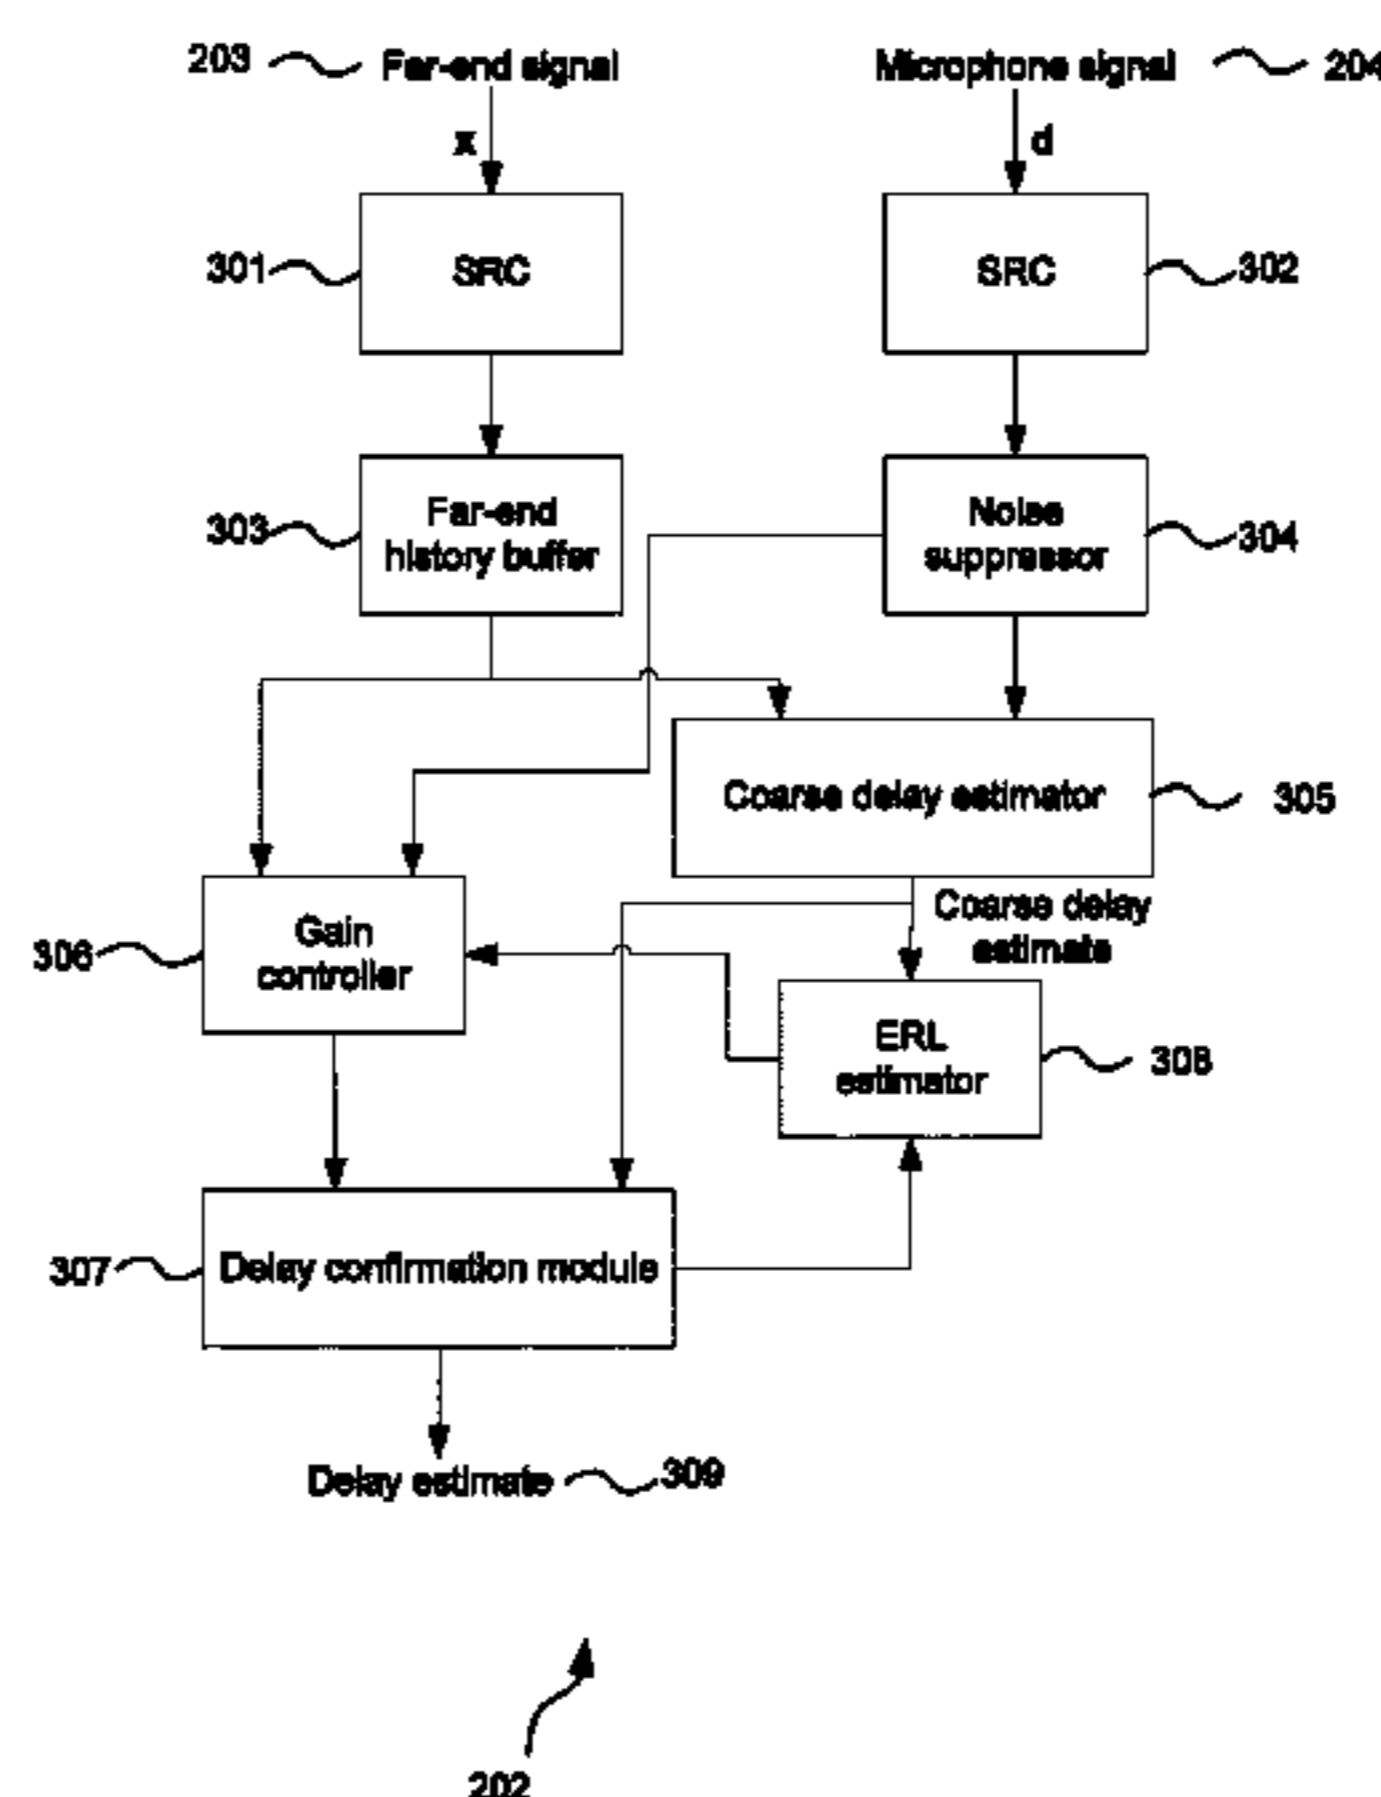 203 Far-end signal
Microphone signal 204
x
d
301 SRC
SRC 302
303 Far-end
history buffer
Noise
suppressor 304
Coarse delay estimator 305
306 Gain
controller
Coarse delay
estimate
ERL
estimator 308
307 Delay confirmation module
Delay estimate 309
202